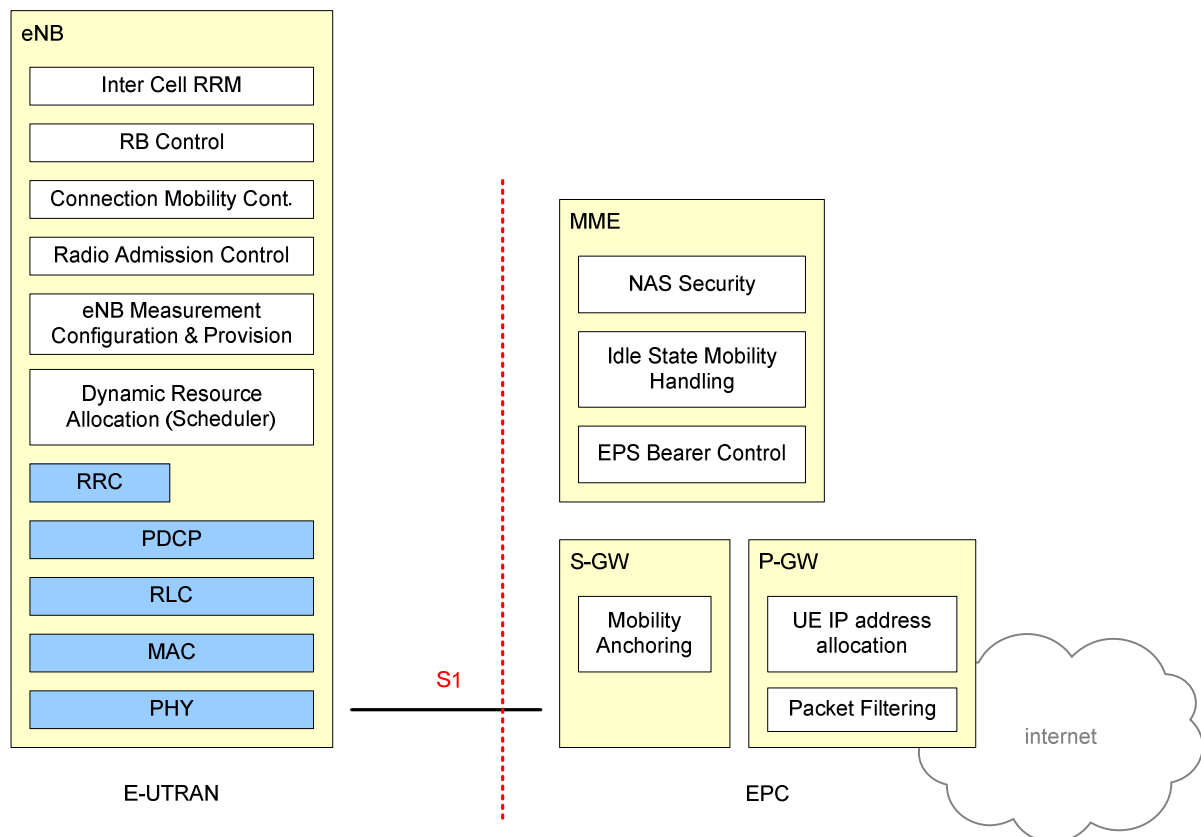 eNB
Inter Cell RRM
RB Control
Connection Mobility Cont.
Radio Admission Control
eNB Measurement
Configuration & Provision
Dynamic Resource
Allocation (Scheduler)
RRC
PDCP
RLC
MAC
PHY
S1
MME
NAS Security
Idle State Mobility
Handling
EPS Bearer Control
S-GW
Mobility
Anchoring
P-GW
UE IP address
allocation
Packet Filtering
internet
E-UTRAN
EPC